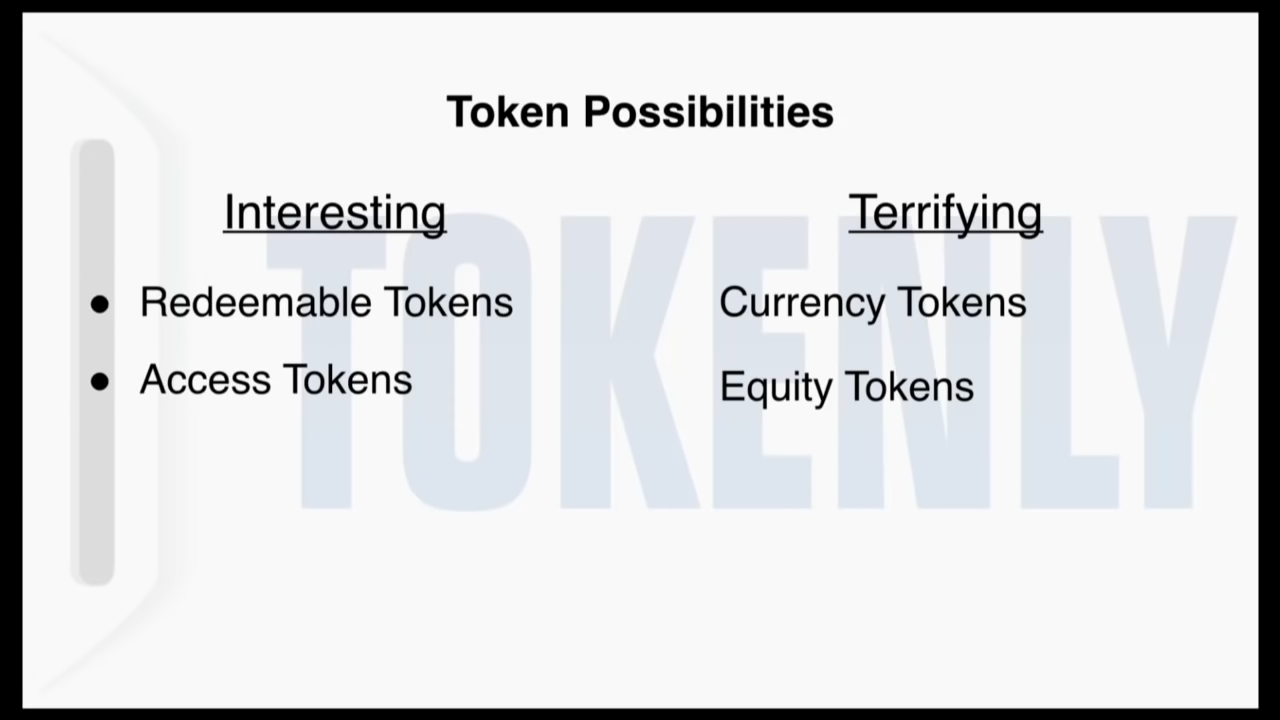 Token Possibilities
Interesting
Terrifying
● Redeemable Tokens
Currency Tokens
● Access Tokens
Equity Tokens
TOKENLY